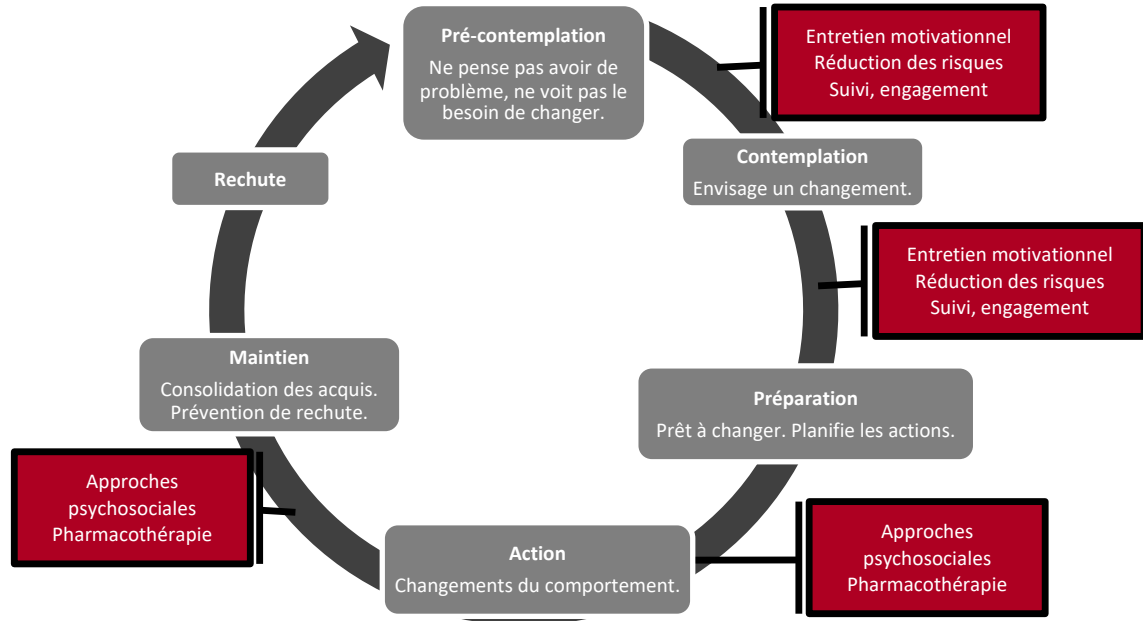 Pré-contemplation
Ne pense pas avoir de
problème, ne voit pas le
besoin de changer.
Entretien motivationnel
Réduction des risques
Suivi, engagement
Contemplation
Envisage un changement.
Entretien motivationnel
Réduction des risques
Suivi, engagement
Préparation
Prêt à changer. Planifie les actions.
Approches
psychosociales
Pharmacothérapie
Action
Changements du comportement.
Approches
psychosociales
Pharmacothérapie
Maintien
Consolidation des acquis.
Prévention de rechute.
Rechute